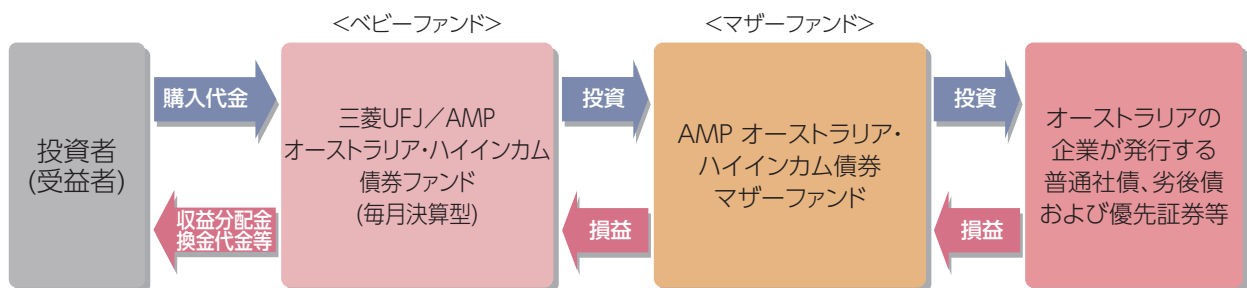 <ベビーファンド>
<マザーファンド>
投資者
(受益者)
購入代金
収益分配金
換金代金等
三菱UFJ／AMP
オーストラリア・ハイインカム
債券ファンド
(毎月決算型)
投資
損益
AMP オーストラリア・
ハイインカム債券
マザーファンド
投資
損益
オーストラリアの
企業が発行する
普通社債、劣後債
および優先証券等